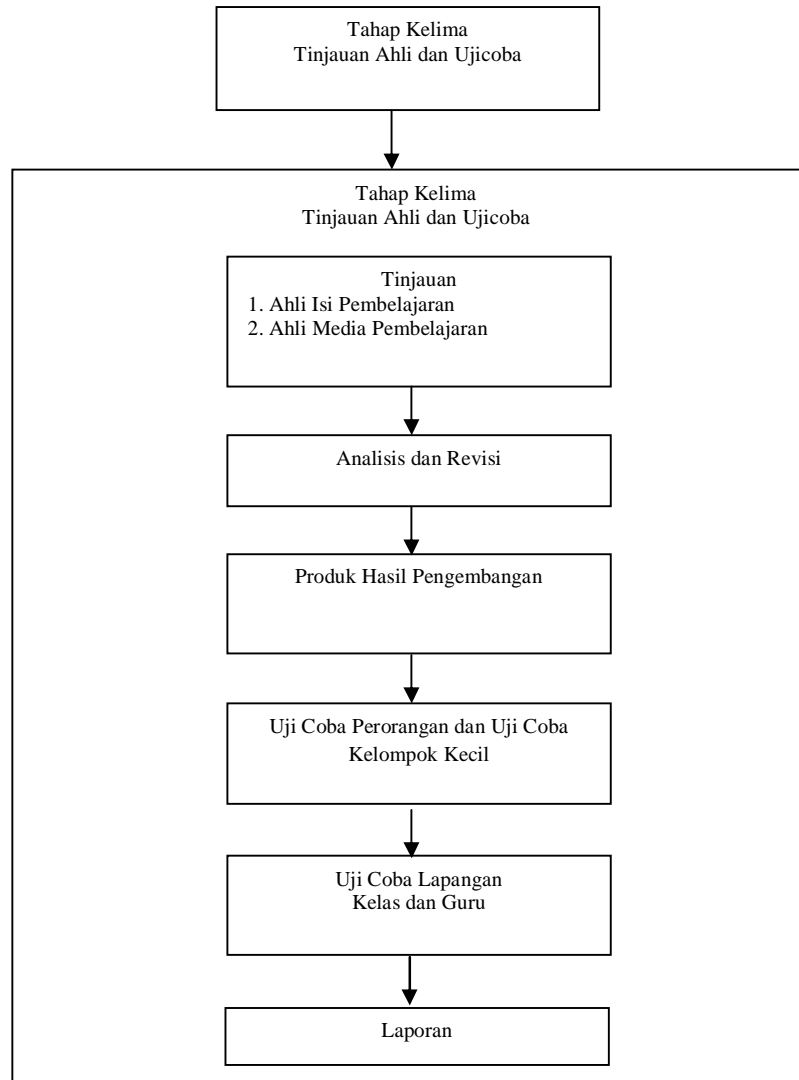 Tahap Kelima
Tinjauan Ahli dan Ujicoba
Tahap Kelima
Tinjauan Ahli dan Ujicoba
Tinjauan
1. Ahli Isi Pembelajaran
2. Ahli Media Pembelajaran
Analisis dan Revisi
Produk Hasil Pengembangan
Uji Coba Perorangan dan Uji Coba
Kelompok Kecil
Uji Coba Lapangan
Kelas dan Guru
Laporan